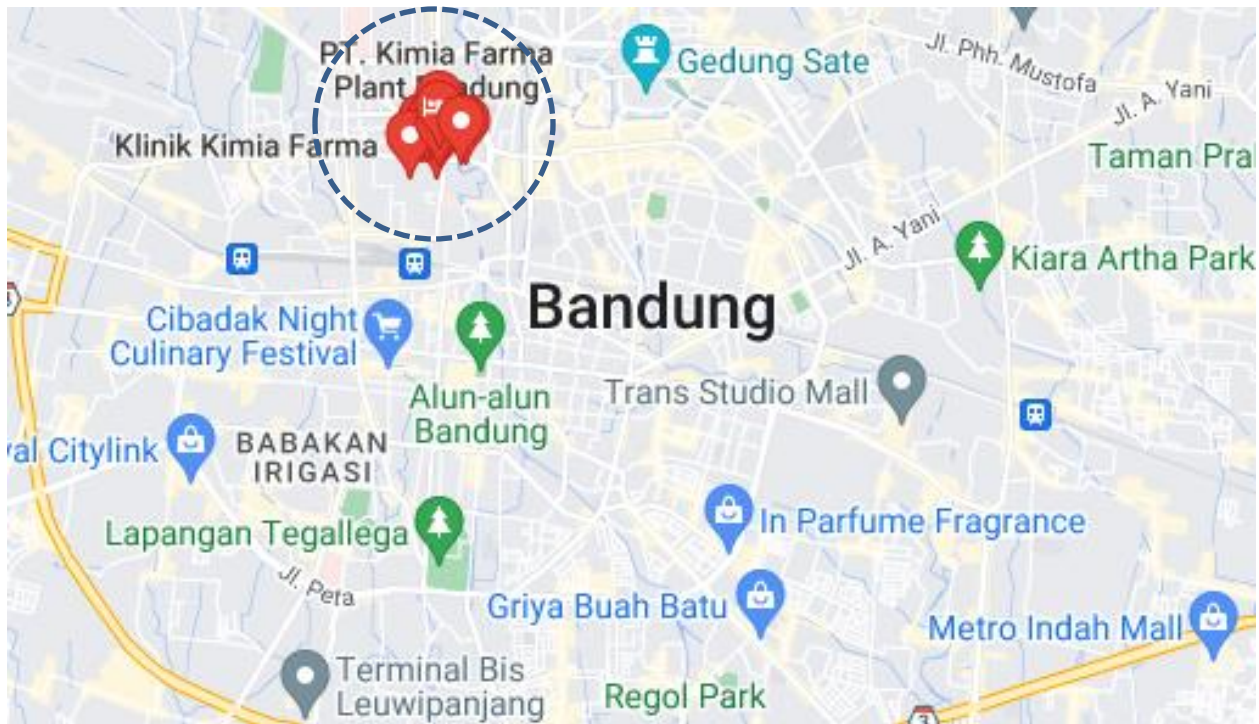 PT. Kimia Farma
Plant Bandung
Klinik Kimia Farma
Gedung Sate
Jl. Phh. Mustofa
Jl. A. Yani
Taman Pra
Jl. A. Yani
Kiara Artha Park
Bandung
Cibadak Night
Culinary Festival
Alun-alun
Bandung
Trans Studio Mall
val Citylink
BABAKAN
IRIGASI
Lapangan Tegallega
In Parfume Fragrance
Jl. Peta
Griya Buah Batu
Metro Indah Mall
Terminal Bis
Leuwipanjang
Regol Park
3